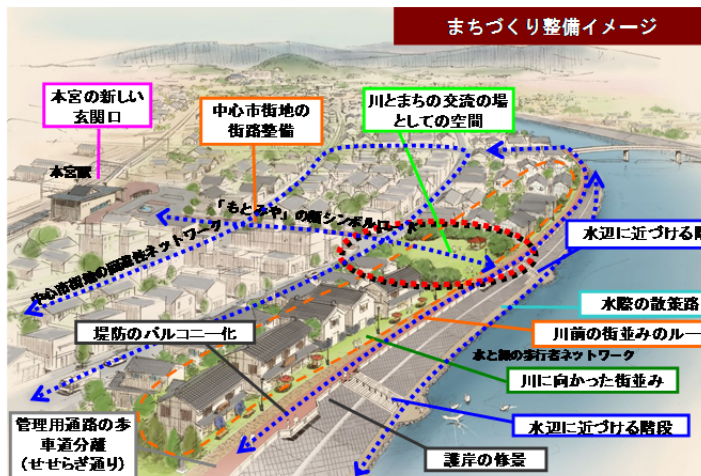 まちづくり整備イメージ
本宮の新しい
玄関口
中心市街地の
街路整備
川とまちの交流の場
としての空間
本宮駅
「もとみや」の顔シンボルロード
中心市街地の回遊性ネットワーク
水辺に近づける階
水際の散策路
堤防のバルコニー化
川前の街並みのルー
水と緑の歩行者ネットワーク
川に向かった街並み
管理用通路の歩
車道分離
(せせらぎ通り)
水辺に近づける階段
護岸の修景